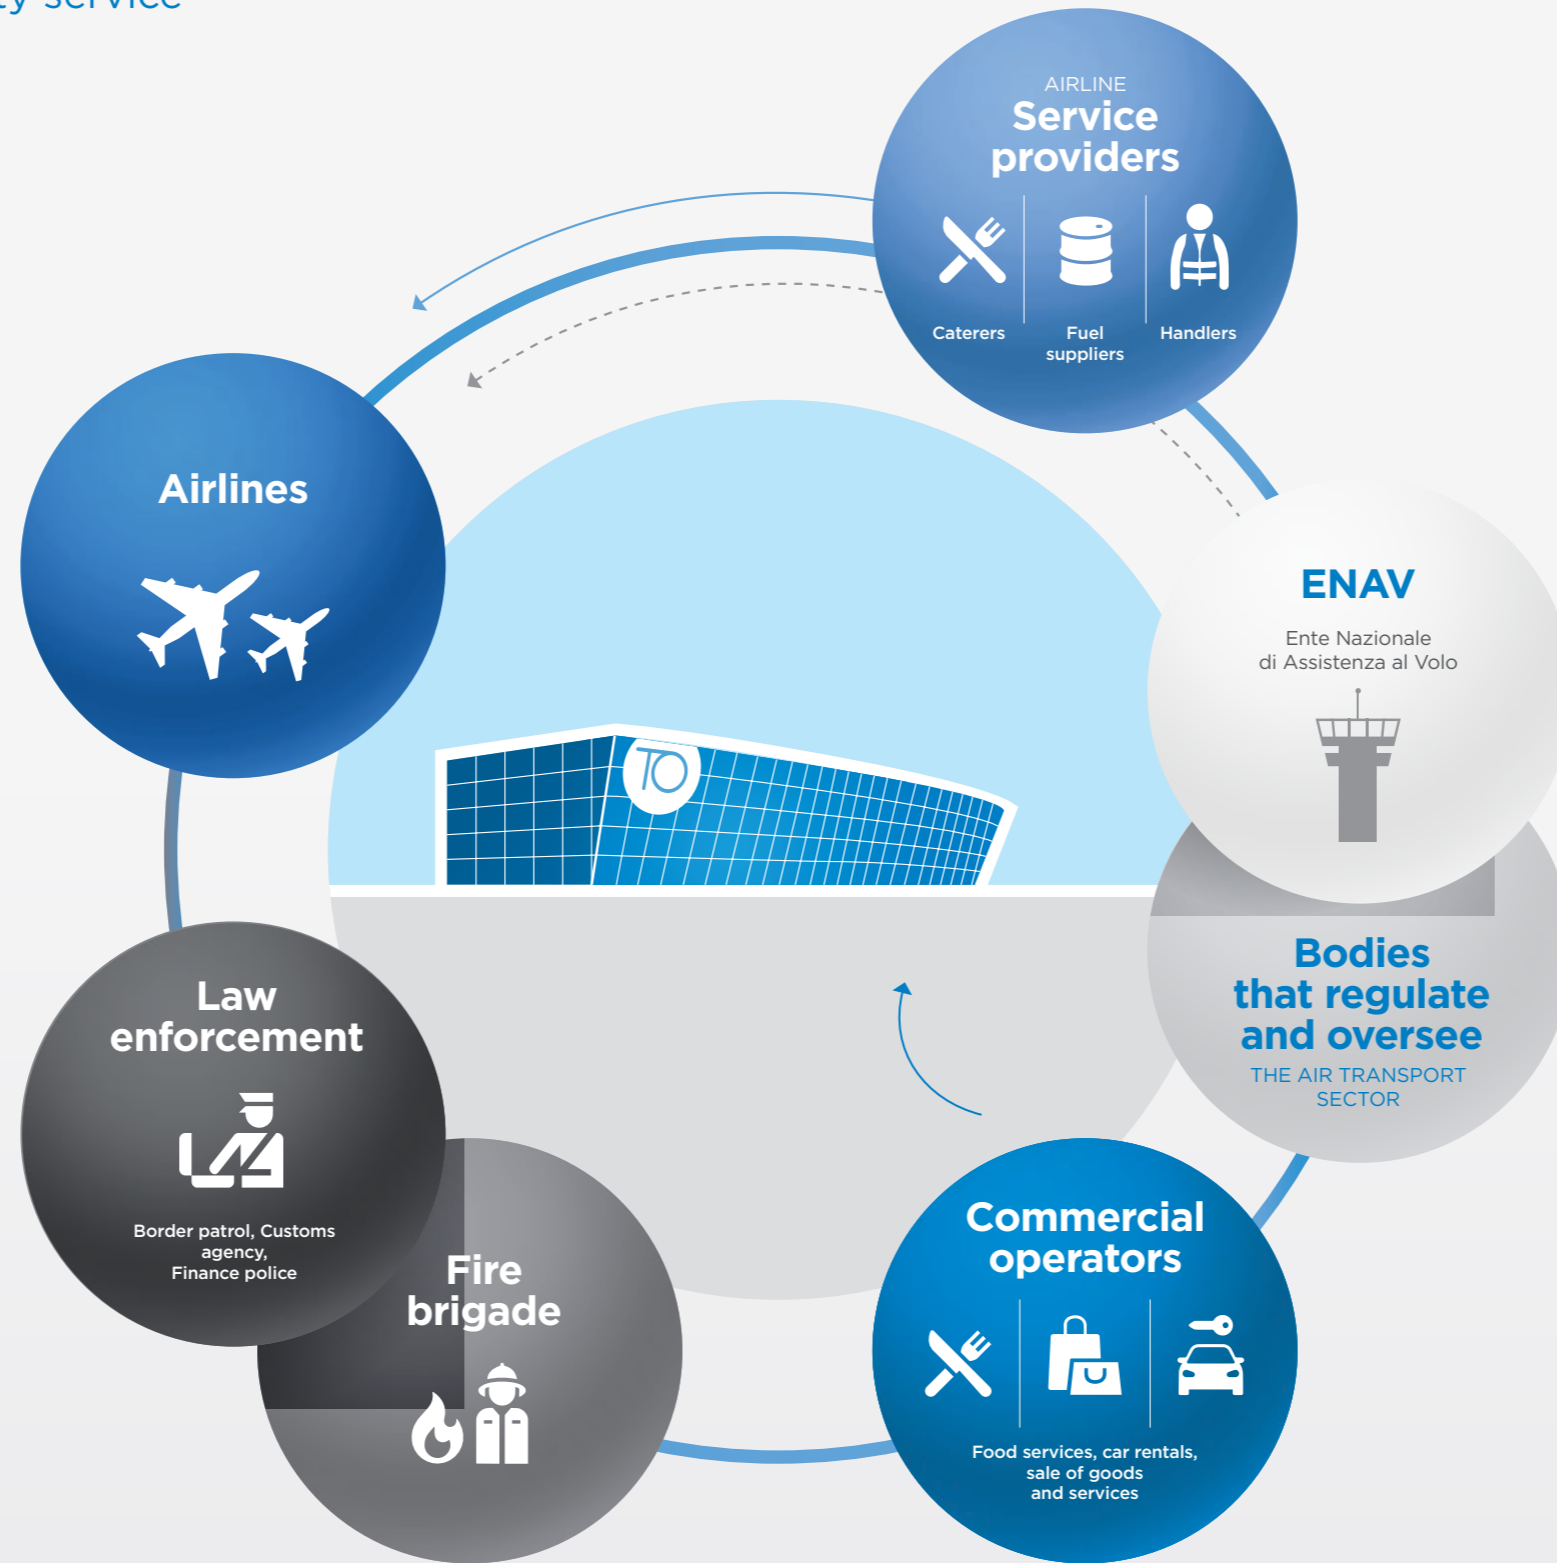 service
AIRLINE
Service
providers
Caterers
Fuel
suppliers
Handlers
Airlines
ENAV
Ente Nazionale
di Assistenza al Volo
TO
Bodies
that regulate
and oversee
THE AIR TRANSPORT
SECTOR
Law
enforcement
Border patrol, Customs
agency,
Finance police
Fire
brigade
Commercial
operators
Food services, car rentals,
sale of goods
and services